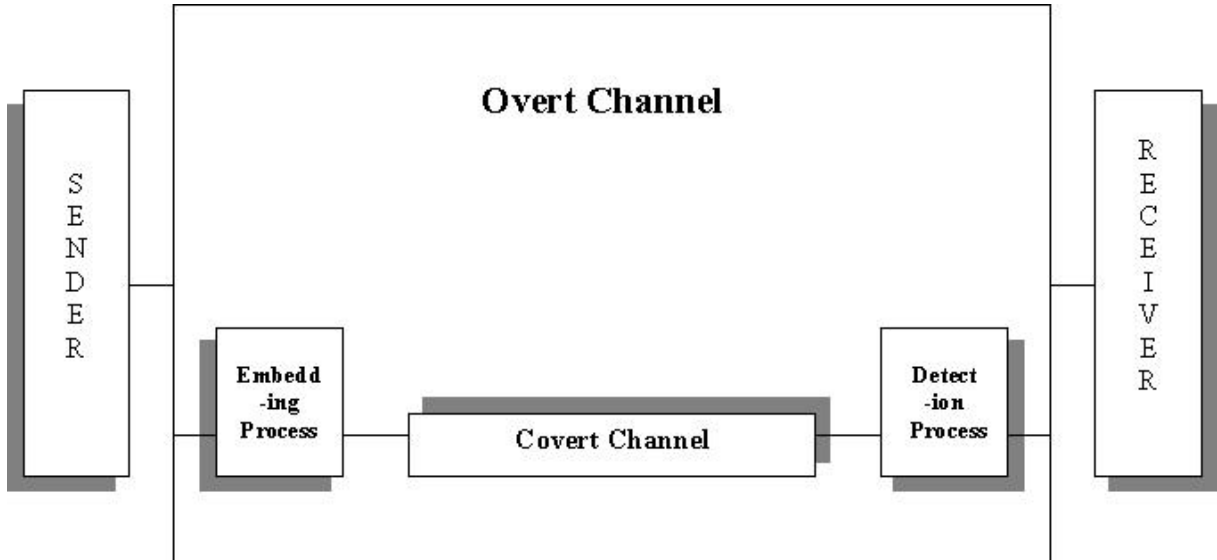 Overt Channel
S
E
N
D
E
R
R
E
C
E
I
V
E
R
Embedd
-ing
Process
Covert Channel
Detect
-ion
Process